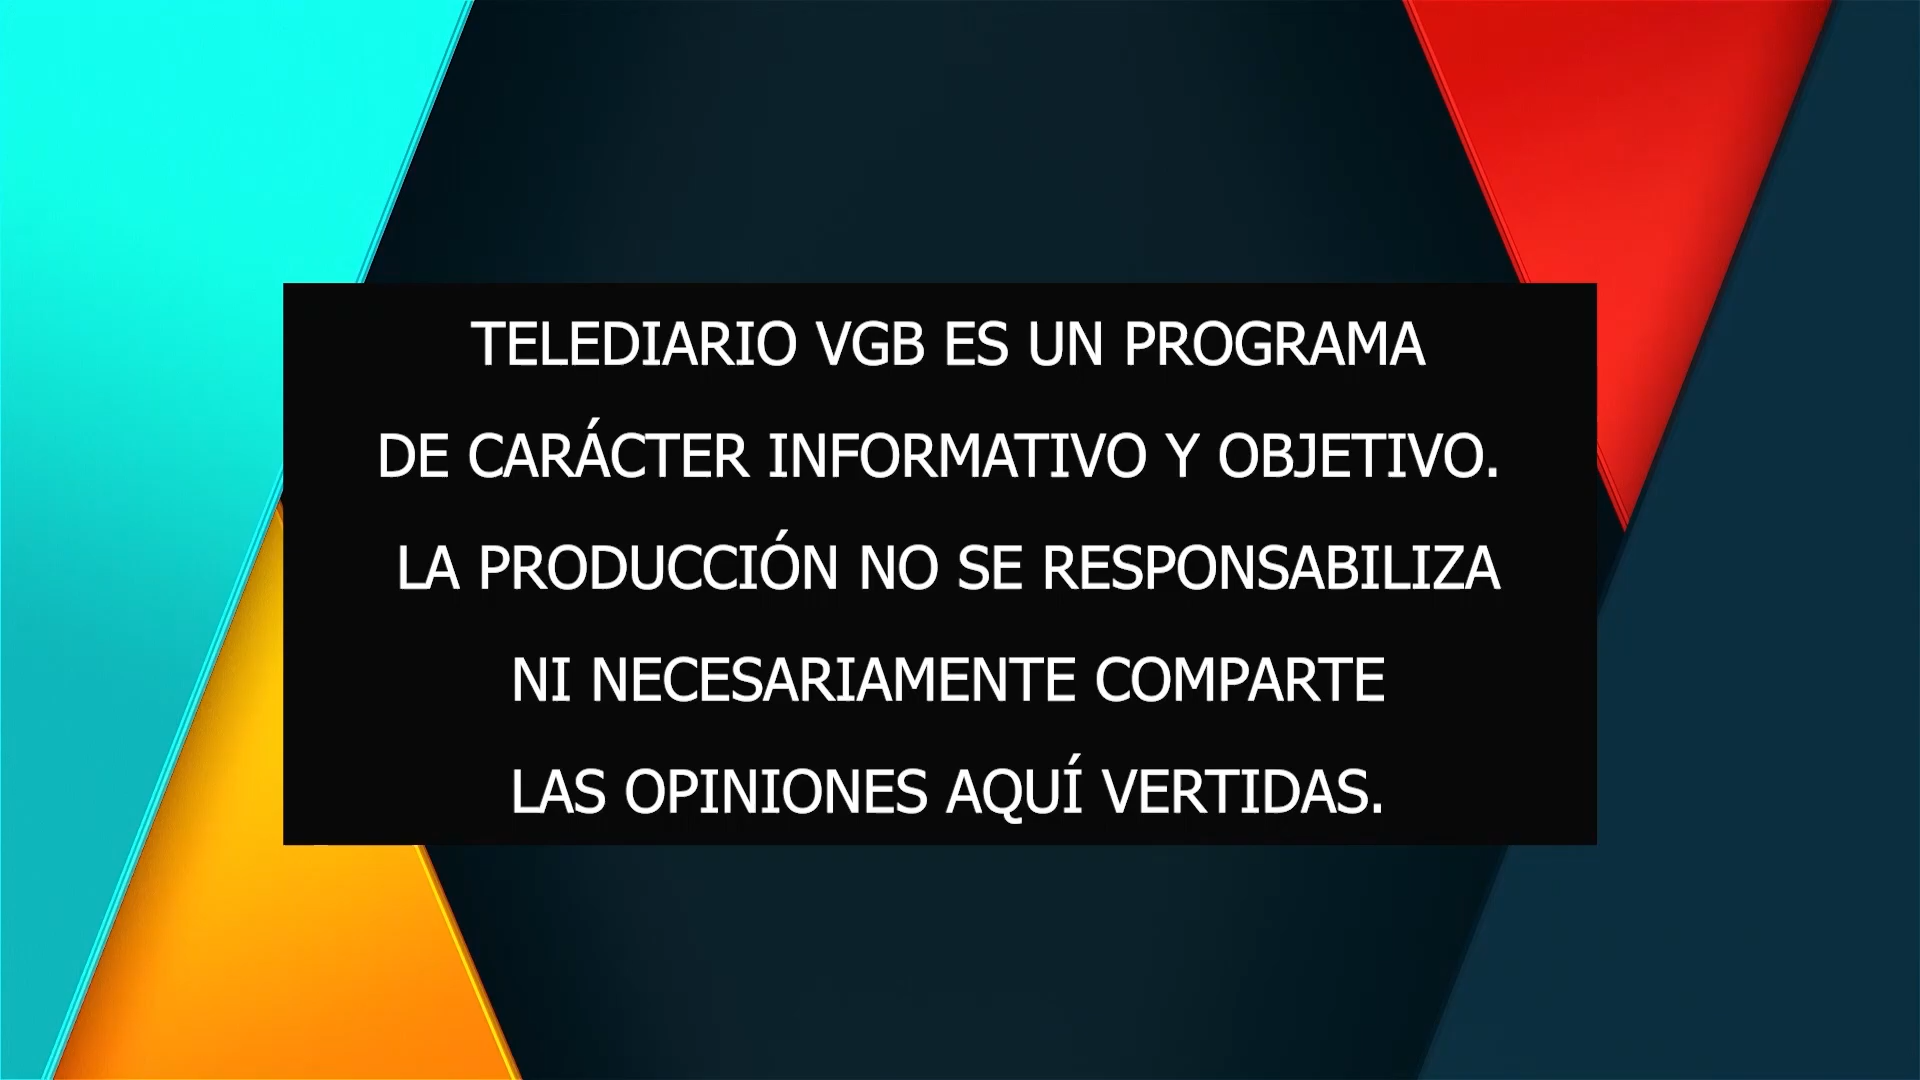 TELEDIARIO VGB ES UN PROGRAMA
DE CARÁCTER INFORMATIVO Y OBJETIVO.
LA PRODUCCIÓN NO SE RESPONSABILIZA
NI NECESARIAMENTE COMPARTE
LAS OPINIONES AQUÍ VERTIDAS.